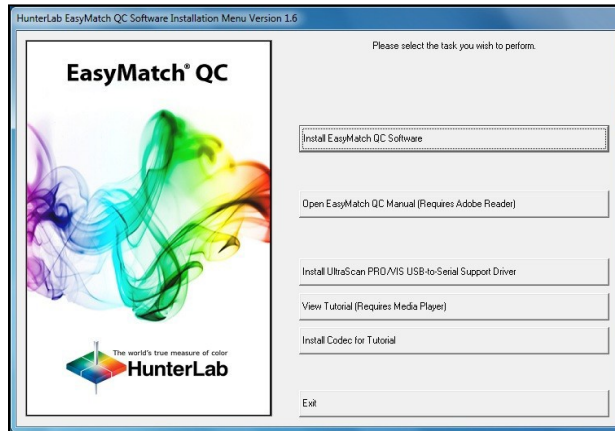 HunterLab EasyMatch QC Software Installation Menu Version 1.6
EasyMatch® QC
The world's true measure of color
HunterLab
Please select the task you wish to perform.
Install EasyMatch QC Software
Open EasyMatch QC Manual (Requires Adobe Reader)
Install UltraScan PRO/VIS USB-to-Serial Support Driver
View Tutorial (Requires Media Player)
Install Codec for Tutorial
Exit